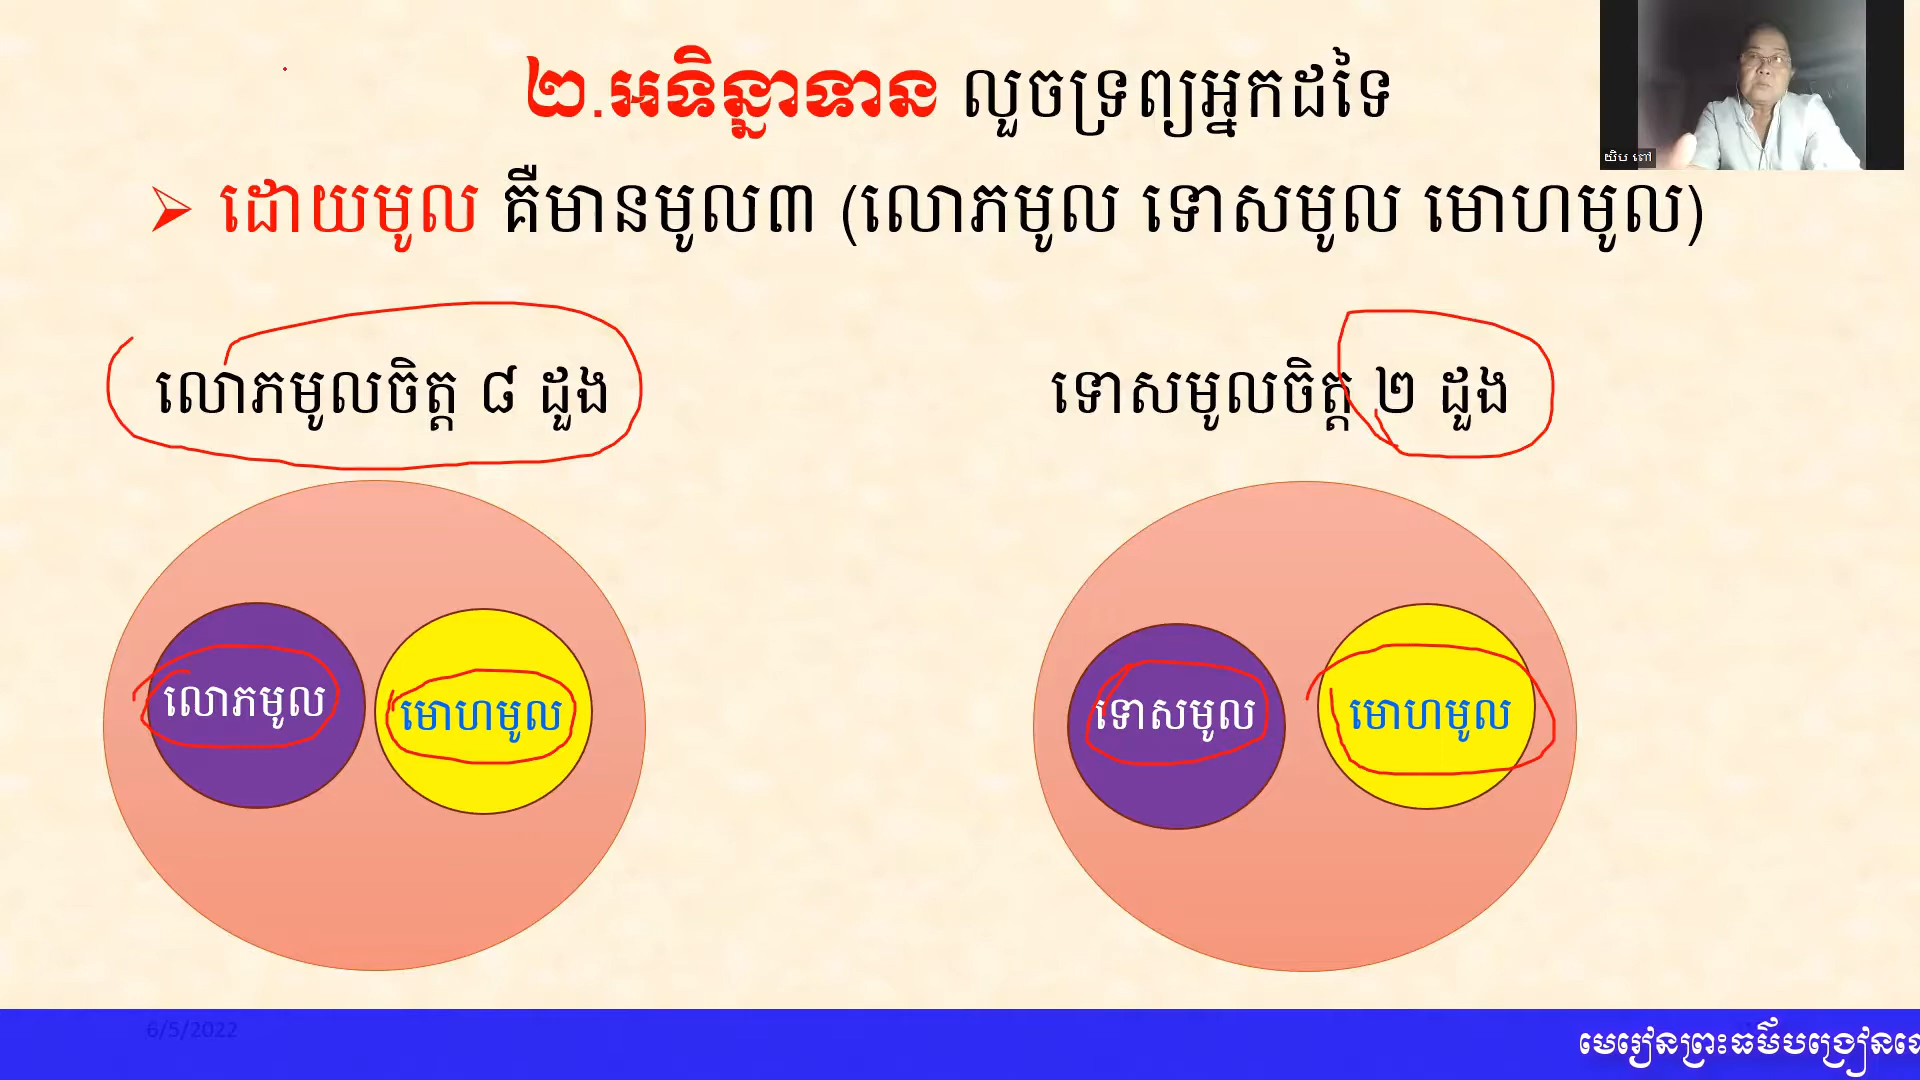 ២.អទិន្នាទាន លួចទ្រព្យអ្នកដទៃ
យិប ពៅ
➢ ដោយមូល គឺមានមូល៣ (លោភមូល ទោសមូល មោហមូល)
លោភមូលចិត្ត ៨ ដួង
ទោសមូលចិត្ត ២ ដួង
លោភមូល
មោហមូល
ទោសមូល
មោហមូល
6/5/2022
មេរៀនព្រះធម៌បង្រៀន